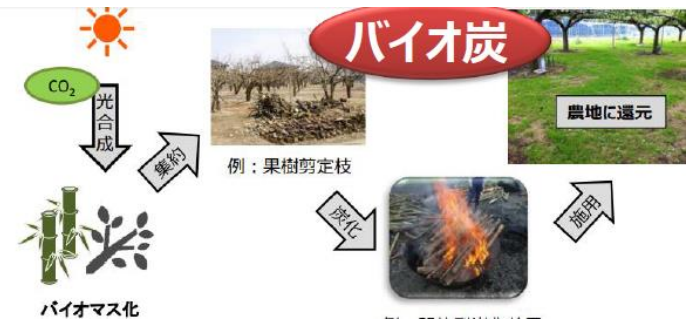 バイオ炭
CO₂
光合成
集約
例：果樹剪定枝
農地に還元
炭化
施用
バイオマス化